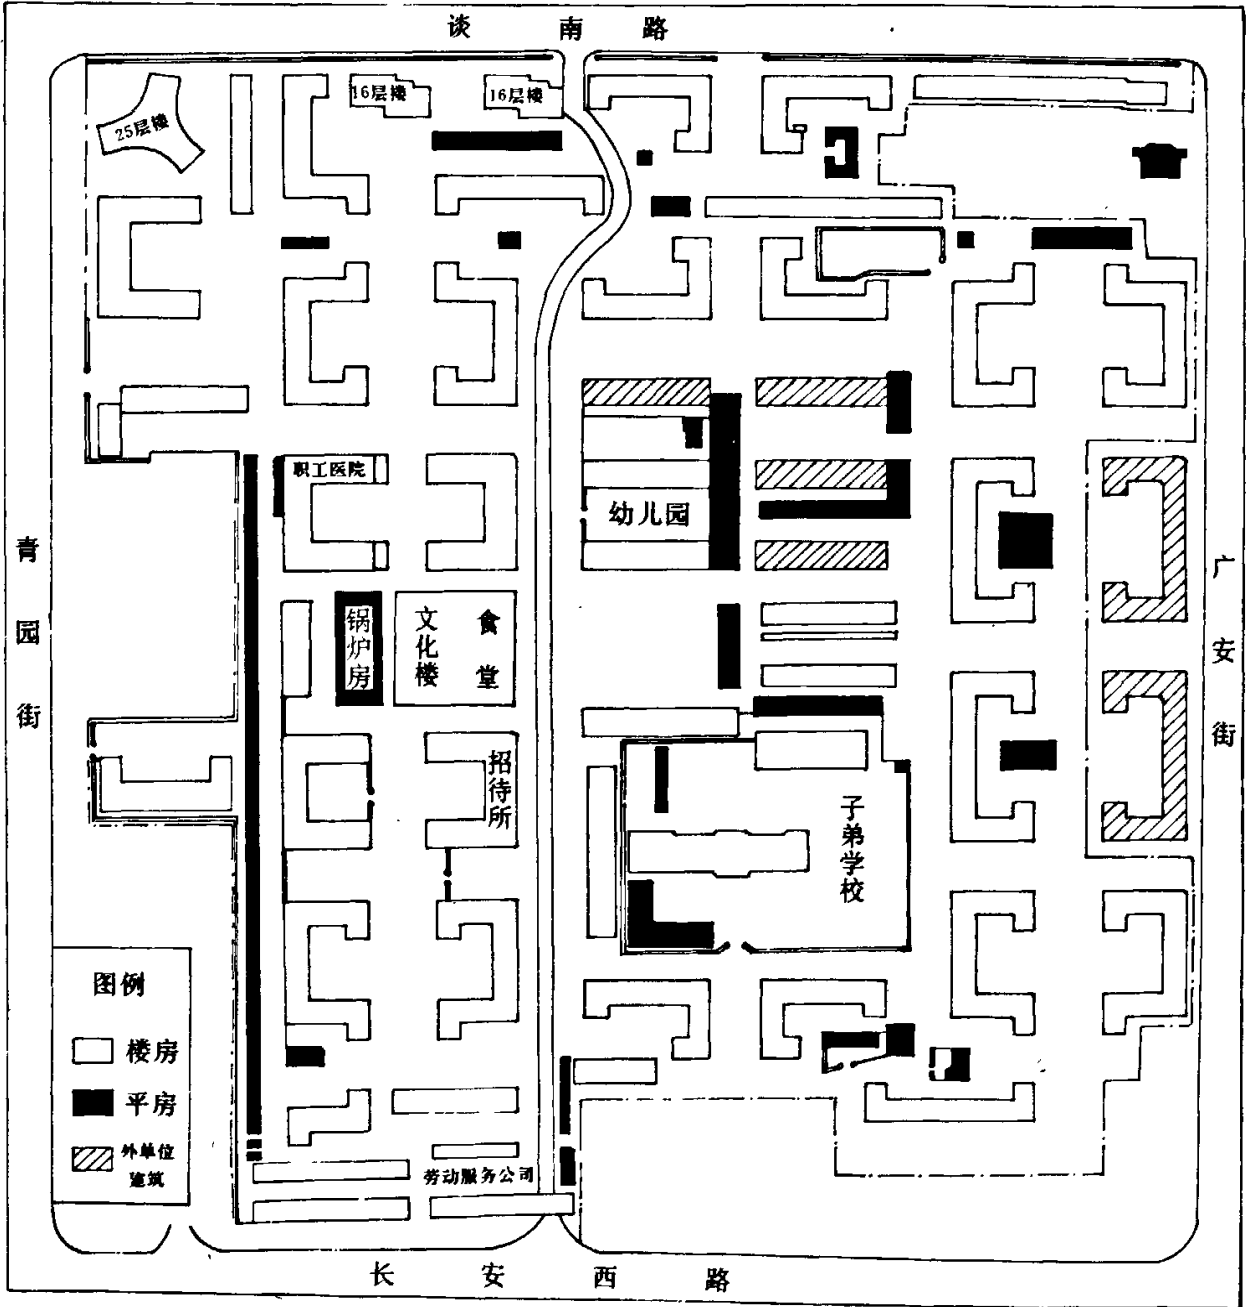 谈南路
25层楼
16层楼
16层楼
职工医院
幼儿园
青园街
广安街
锅炉房
文化楼
食堂
招待所
子弟学校
图例
楼房
平房
外单位
建筑
劳动服务公司
长安西路